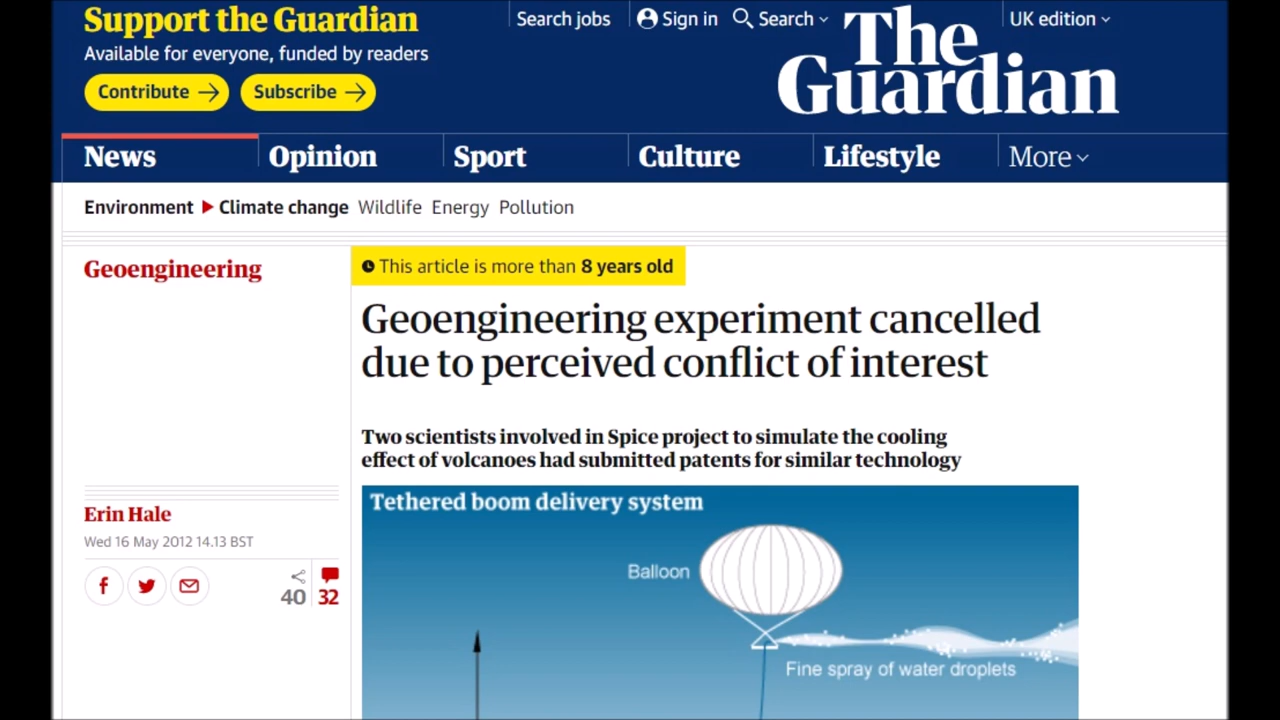 Support the Guardian
Available for everyone, funded by readers
Contribute
Subscribe
Search jobs
Sign in
Search
UK edition
The
Guardian
News
Opinion
Sport
Culture
Lifestyle
More
Environment
Climate change
Wildlife
Energy
Pollution
Geoengineering
This article is more than 8 years old
Geoengineering experiment cancelled
due to perceived conflict of interest
Two scientists involved in Spice project to simulate the cooling
effect of volcanoes had submitted patents for similar technology
Erin Hale
Wed 16 May 2012 14.13 BST
40
32
Tethered boom delivery system
Balloon
Fine spray of water droplets